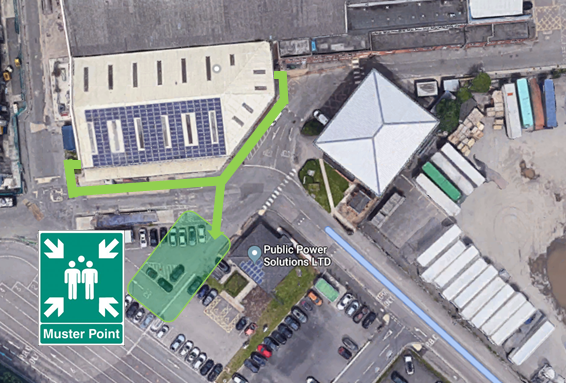 Public Power
Solutions LTD
Muster Point